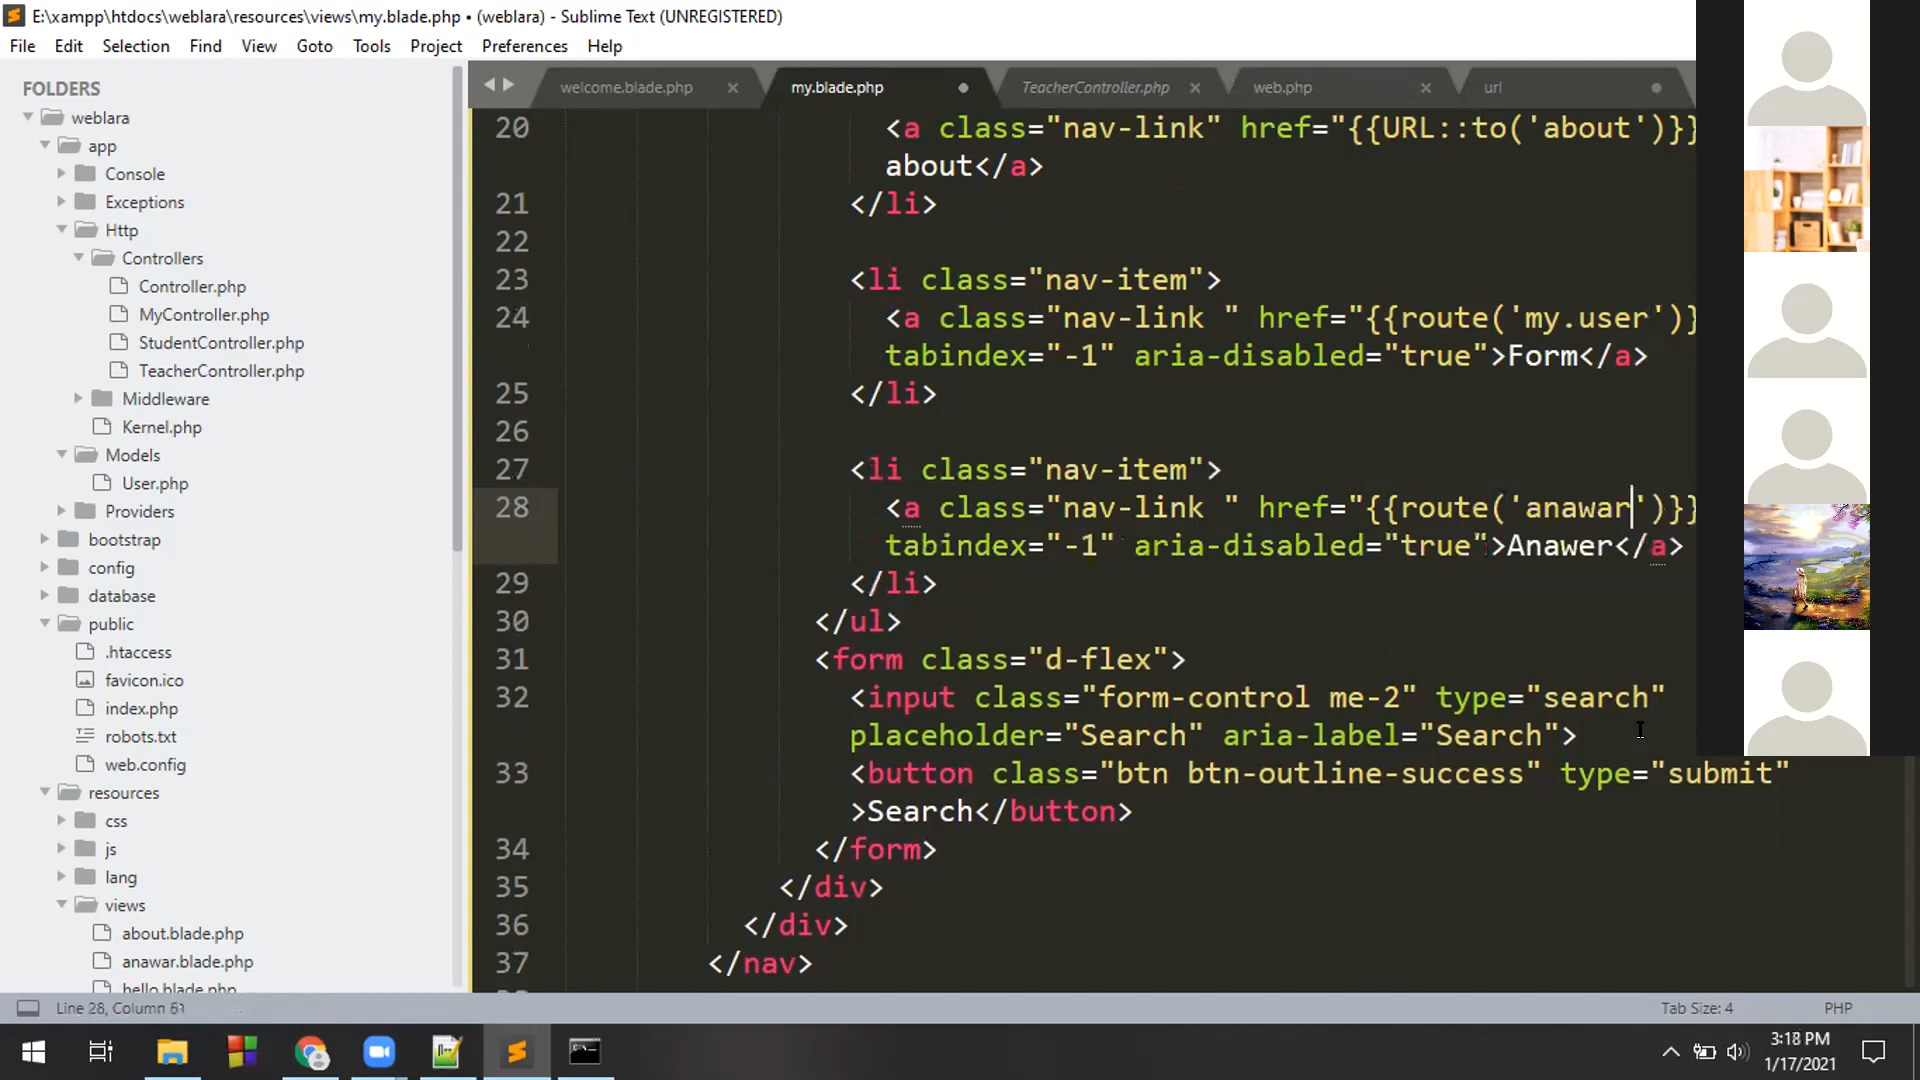 E:\xampp\htdocs\weblara\resources\views\my.blade.php • (weblara) - Sublime Text (UNREGISTERED)
File Edit Selection Find View Goto Tools Project Preferences Help
FOLDERS
weblara
app
Console
Exceptions
Http
Controllers
Controller.php
MyController.php
StudentController.php
TeacherController.php
Middleware
Kernel.php
Models
User.php
Providers
bootstrap
config
database
public
.htaccess
favicon.ico
index.php
robots.txt
web.config
resources
css
js
lang
views
about.blade.php
anawar.blade.php
hello.blade.php
welcome.blade.php my.blade.php TeacherController.php web.php url
20 <a class="nav-link" href="{{URL::to('about')}}
about</a>
21 </li>
22
23 <li class="nav-item">
24 <a class="nav-link " href="{{route('my.user')}
tabindex="-1" aria-disabled="true">Form</a>
25 </li>
26
27 <li class="nav-item">
28 <a class="nav-link " href="{{route('anawar')}}
tabindex="-1" aria-disabled="true">Anawer</a>
29 </li>
30 </ul>
31 <form class="d-flex">
32 <input class="form-control me-2" type="search"
placeholder="Search" aria-label="Search">
33 <button class="btn btn-outline-success" type="submit"
>Search</button>
34 </form>
35 </div>
36 </div>
37 </nav>
Line 28, Column
Tab Size: 4 PHP
3:18 PM
1/17/2021